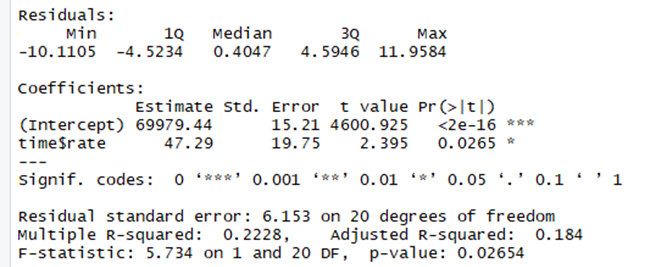 Residuals:
Min 1Q Median 3Q Max
-10.1105 -4.5234 0.4047 4.5946 11.9584
Coefficients:
Estimate Std. Error t value Pr(>|t|)
(Intercept) 69979.44 15.21 4600.925 <2e-16 ***
time$rate 47.29 19.75 2.395 0.0265 *
---
Signif. codes: 0 ‘***’ 0.001 ‘**’ 0.01 ‘*’ 0.05 ‘.’ 0.1 ‘ ’ 1
Residual standard error: 6.153 on 20 degrees of freedom
Multiple R-squared: 0.2228, Adjusted R-squared: 0.184
F-statistic: 5.734 on 1 and 20 DF, p-value: 0.02654